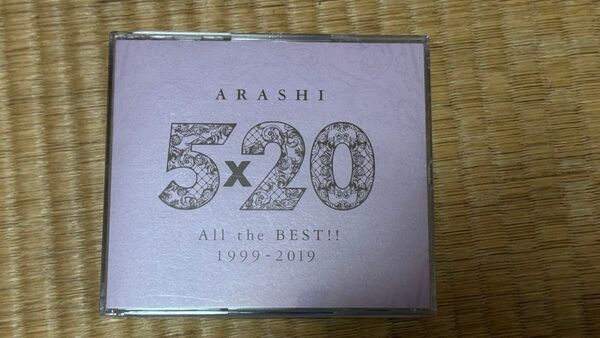 ARASHI
5x20
All the BEST!!
1999-2019